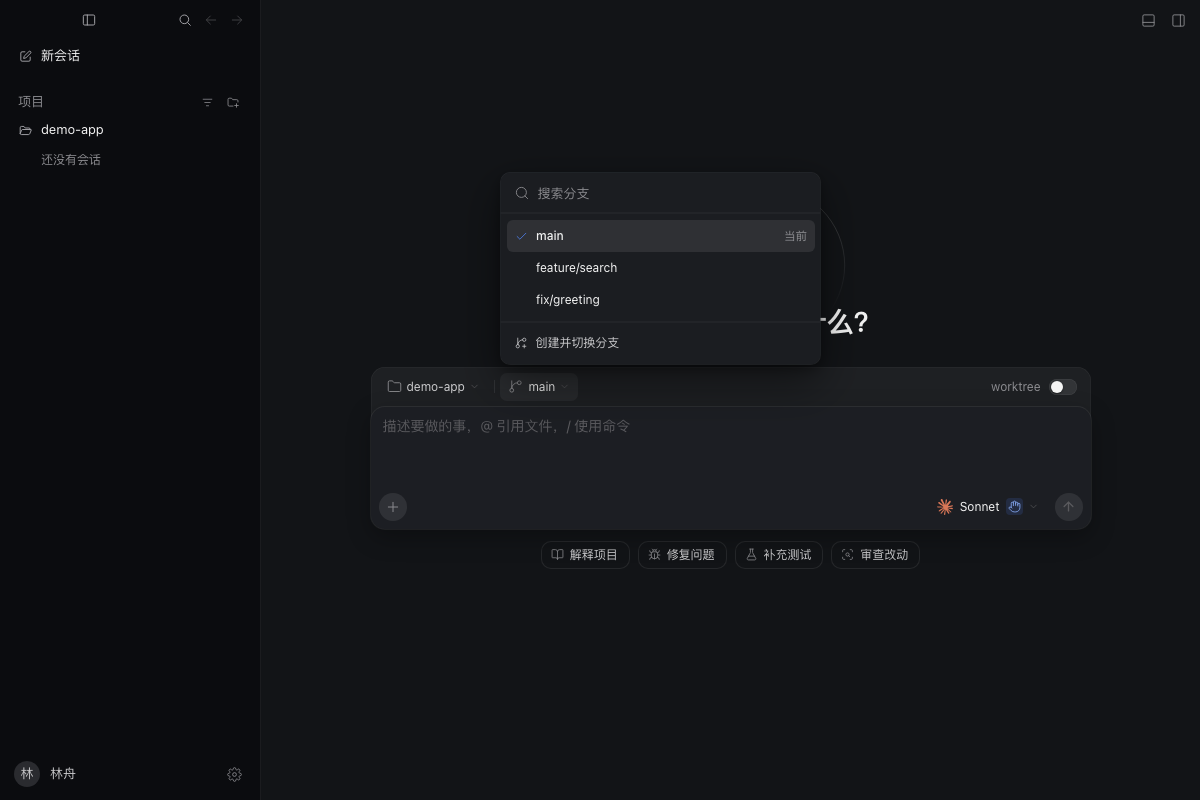 新会话
项目
demo-app
还没有会话
搜索分支
main 当前
feature/search
fix/greeting
创建并切换分支
么?
demo-app main worktree
描述要做的事，@ 引用文件，/ 使用命令
Sonnet
解释项目 修复问题 补充测试 审查改动
林 林舟